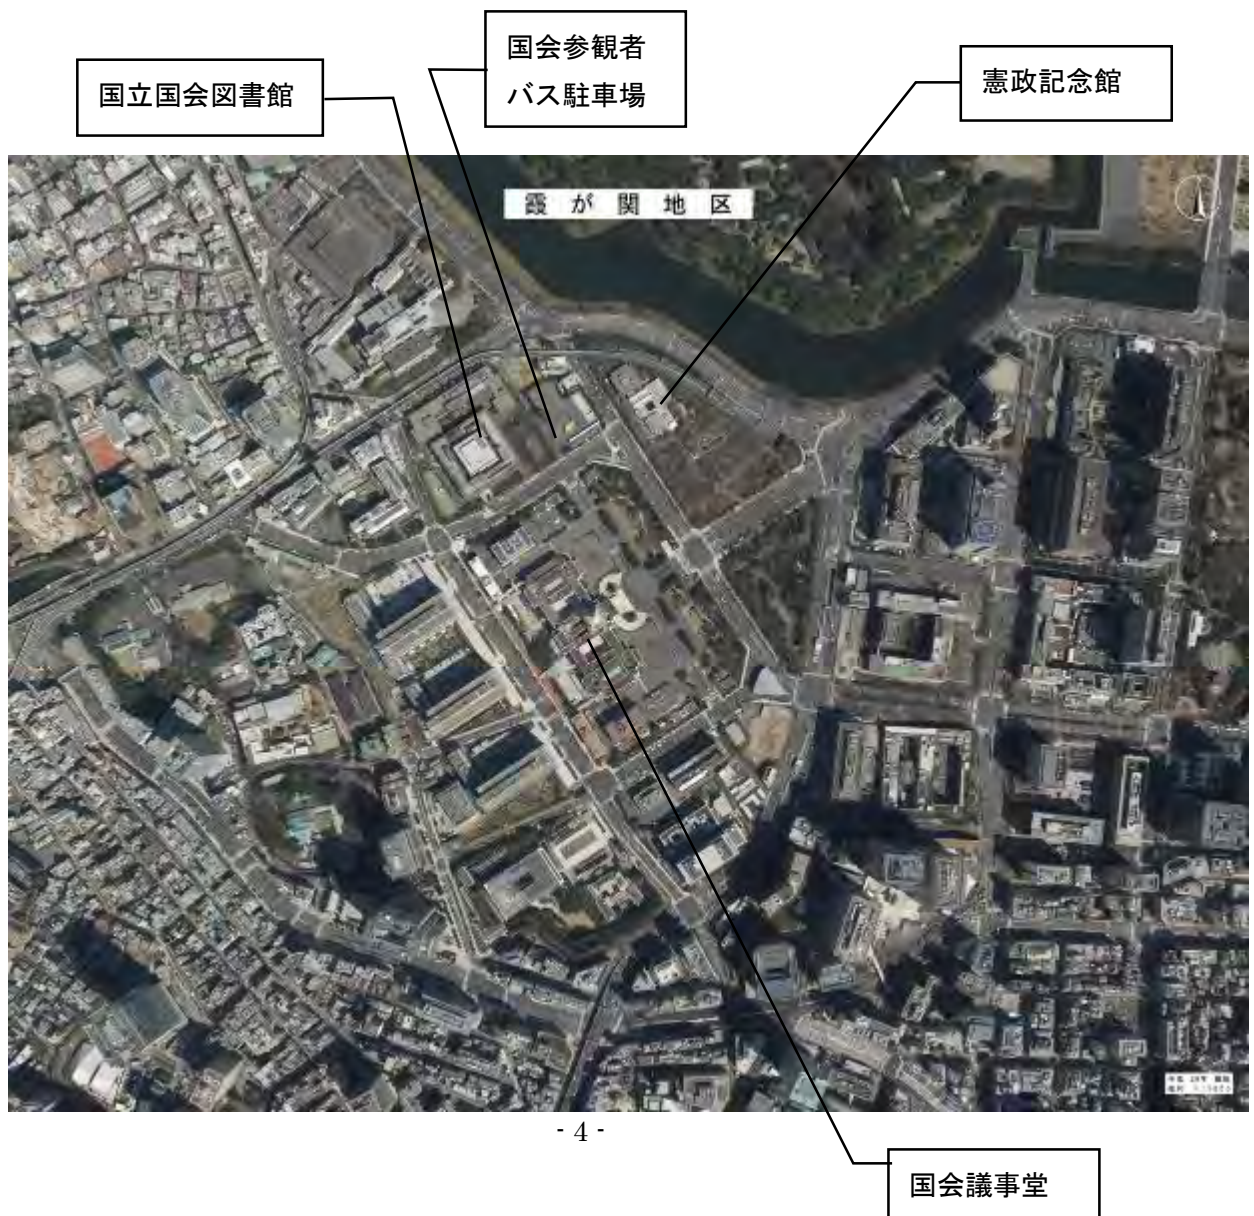 国会参観者
バス駐車場
国立国会図書館
憲政記念館
霞が関地区
- 4 -
国会議事堂